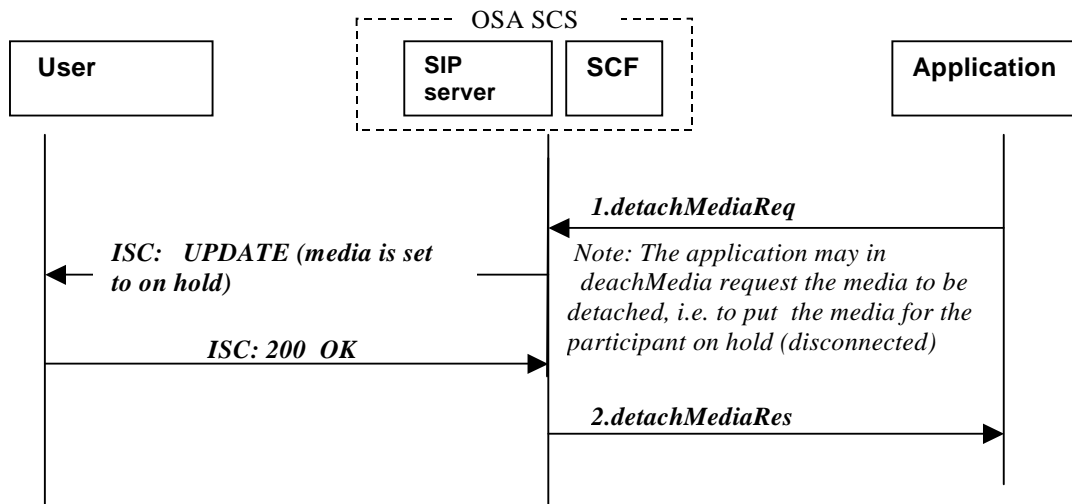 OSA SCS
User
SIP
server
SCF
Application
1.detachMediaReq
ISC: UPDATE (media is set
to on hold)
Note: The application may in
deachMedia request the media to be
detached, i.e. to put the media for the
participant on hold (disconnected)
ISC: 200 OK
2.detachMediaRes